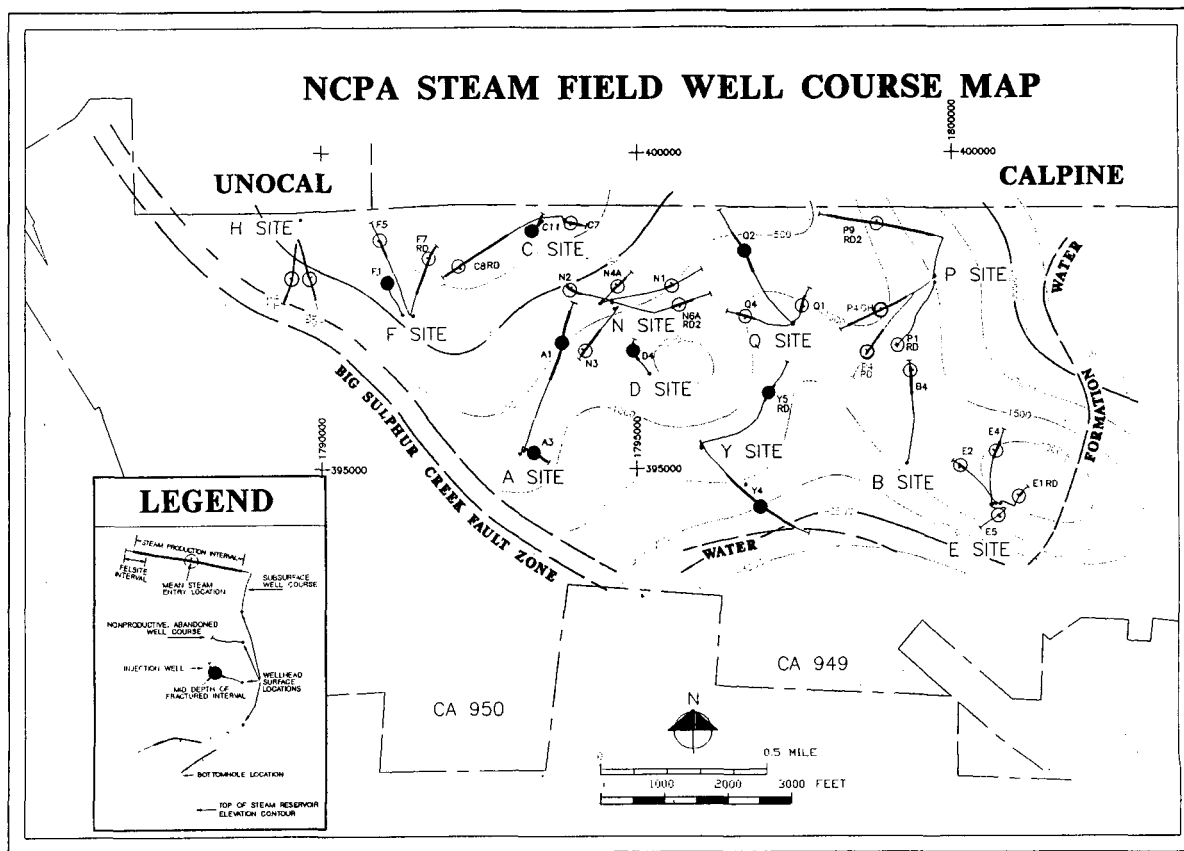 NCPA STEAM FIELD WELL COURSE MAP
1800000
400000
400000
UNOCAL
CALPINE
H SITE
F5
F7
RD
F1
C8RD
C11
C7
C SITE
F SITE
N2
N4A
N1
N6A
RD2
N SITE
N3
A1
D4
D SITE
A3
A SITE
Q2
500
Q4
Q1
Q SITE
P9
RD2
P SITE
P1
RD
B4
B SITE
Y5
RD
Y SITE
Y4
E2
E4
E1 RD
E5
E SITE
1500
WATER
FORMATION
WATER
BIG SULPHUR CREEK FAULT ZONE
1790000
395000
1795000
395000
CA 950
CA 949
N
0
0.5 MILE
1000
2000
3000 FEET
LEGEND
STEAM PRODUCTION INTERVAL
FELSITE
INTERVAL
MEAN STEAM
ENTRY LOCATION
SUBSURFACE
WELL COURSE
NONPRODUCTIVE, ABANDONED
WELL COURSE
INJECTION WELL
MID DEPTH OF
FRACTURED INTERVAL
WELLHEAD
SURFACE
LOCATIONS
BOTTOMHOLE LOCATION
TOP OF STEAM RESERVOIR
ELEVATION CONTOUR